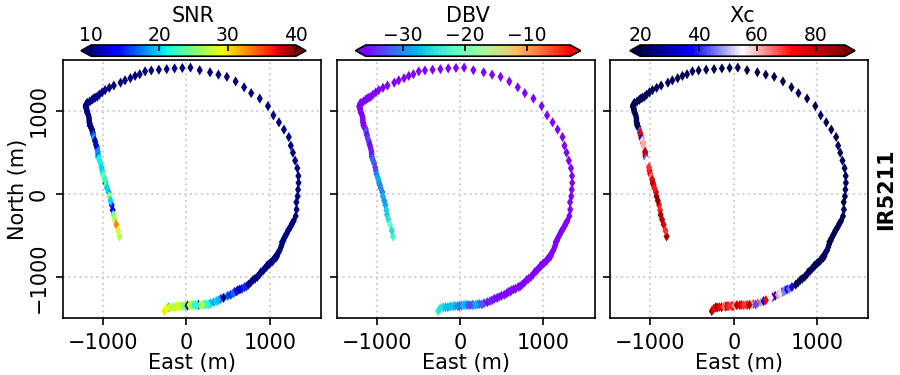 SNR DBV Xc
10 20 30 40 −30 −20 −10 20 40 60 80
North (m)
1000
0
−1000
IR5211
−1000 0 1000 −1000 0 1000 −1000 0 1000
East (m) East (m) East (m)